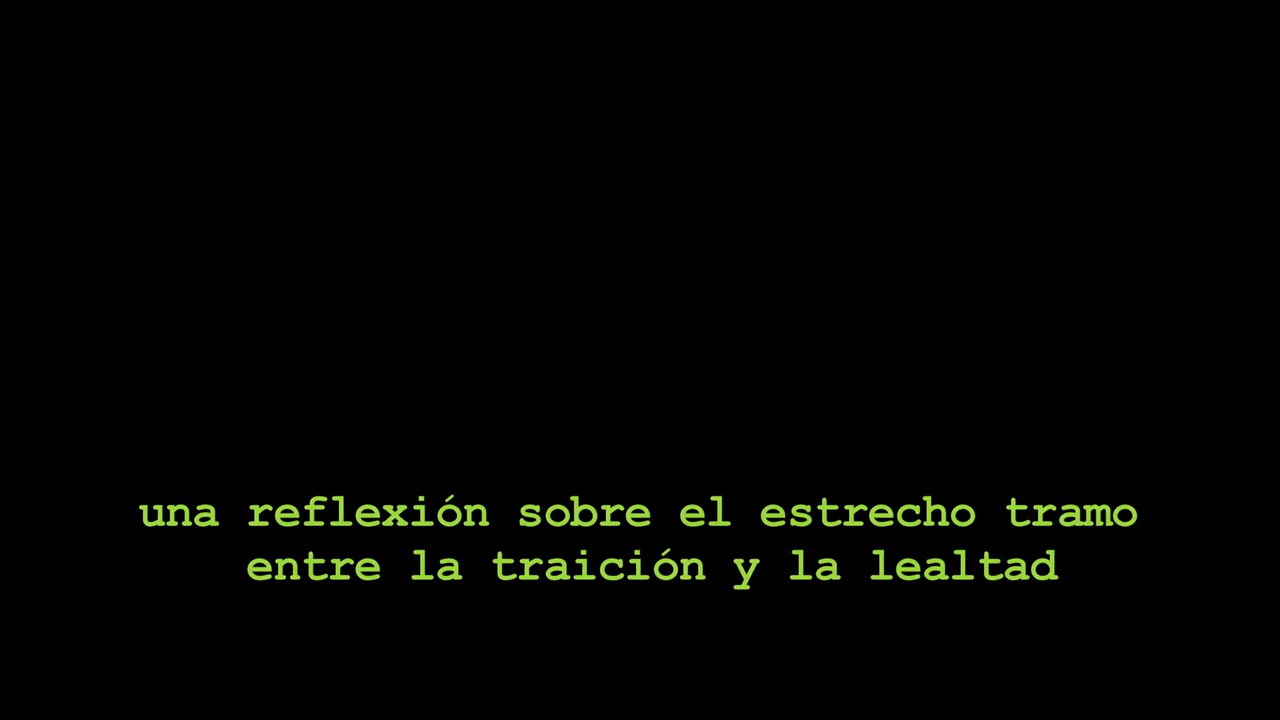 una reflexión sobre el estrecho tramo
entre la traición y la lealtad